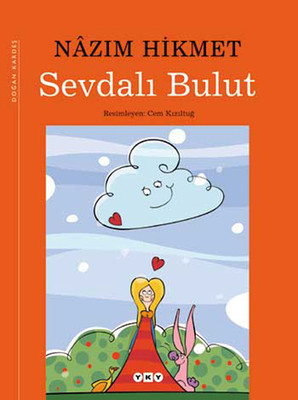 DOĞAN KARDEŞ
NÂZIM HİKMET
Sevdalı Bulut
Resimleyen: Cem Kızıltuğ
YKY